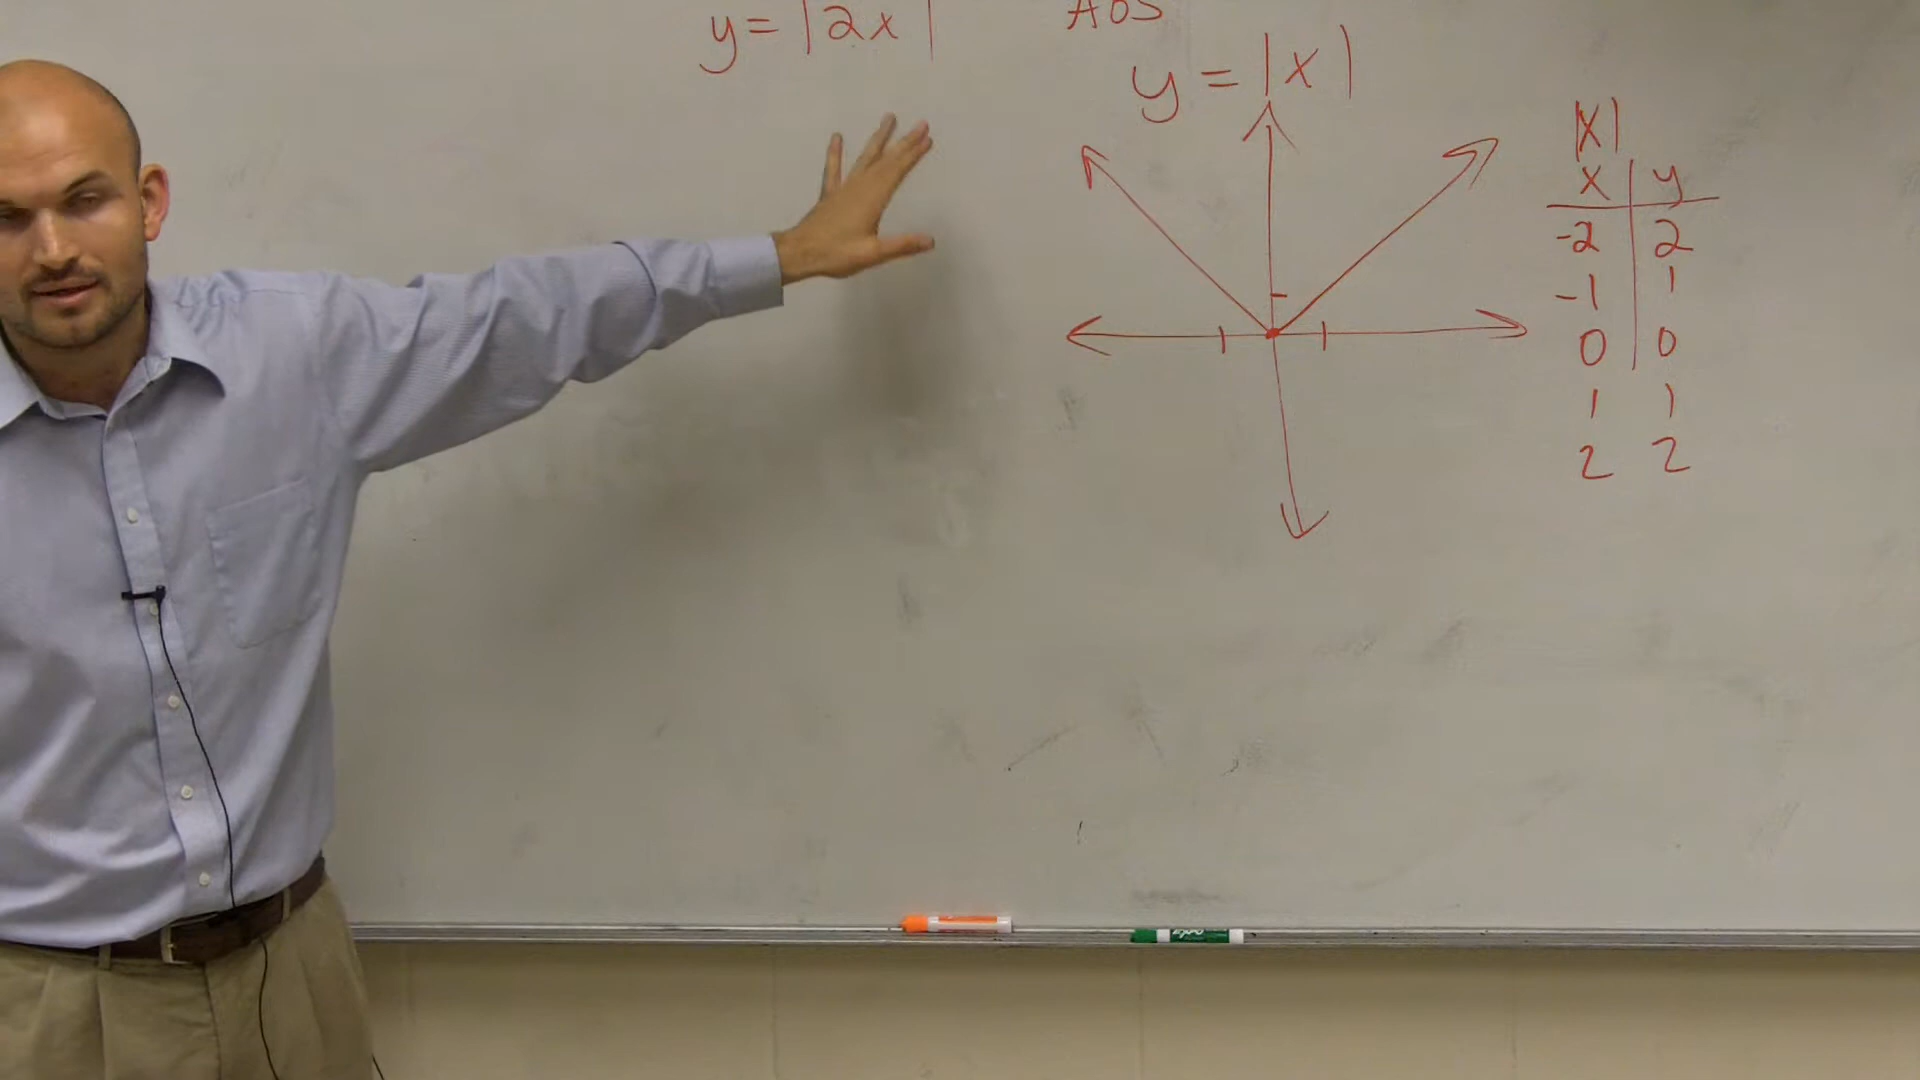 y = |2x|
AOS
y = |x|
|x|
x y
-2 2
-1 1
0 0
1 1
2 2